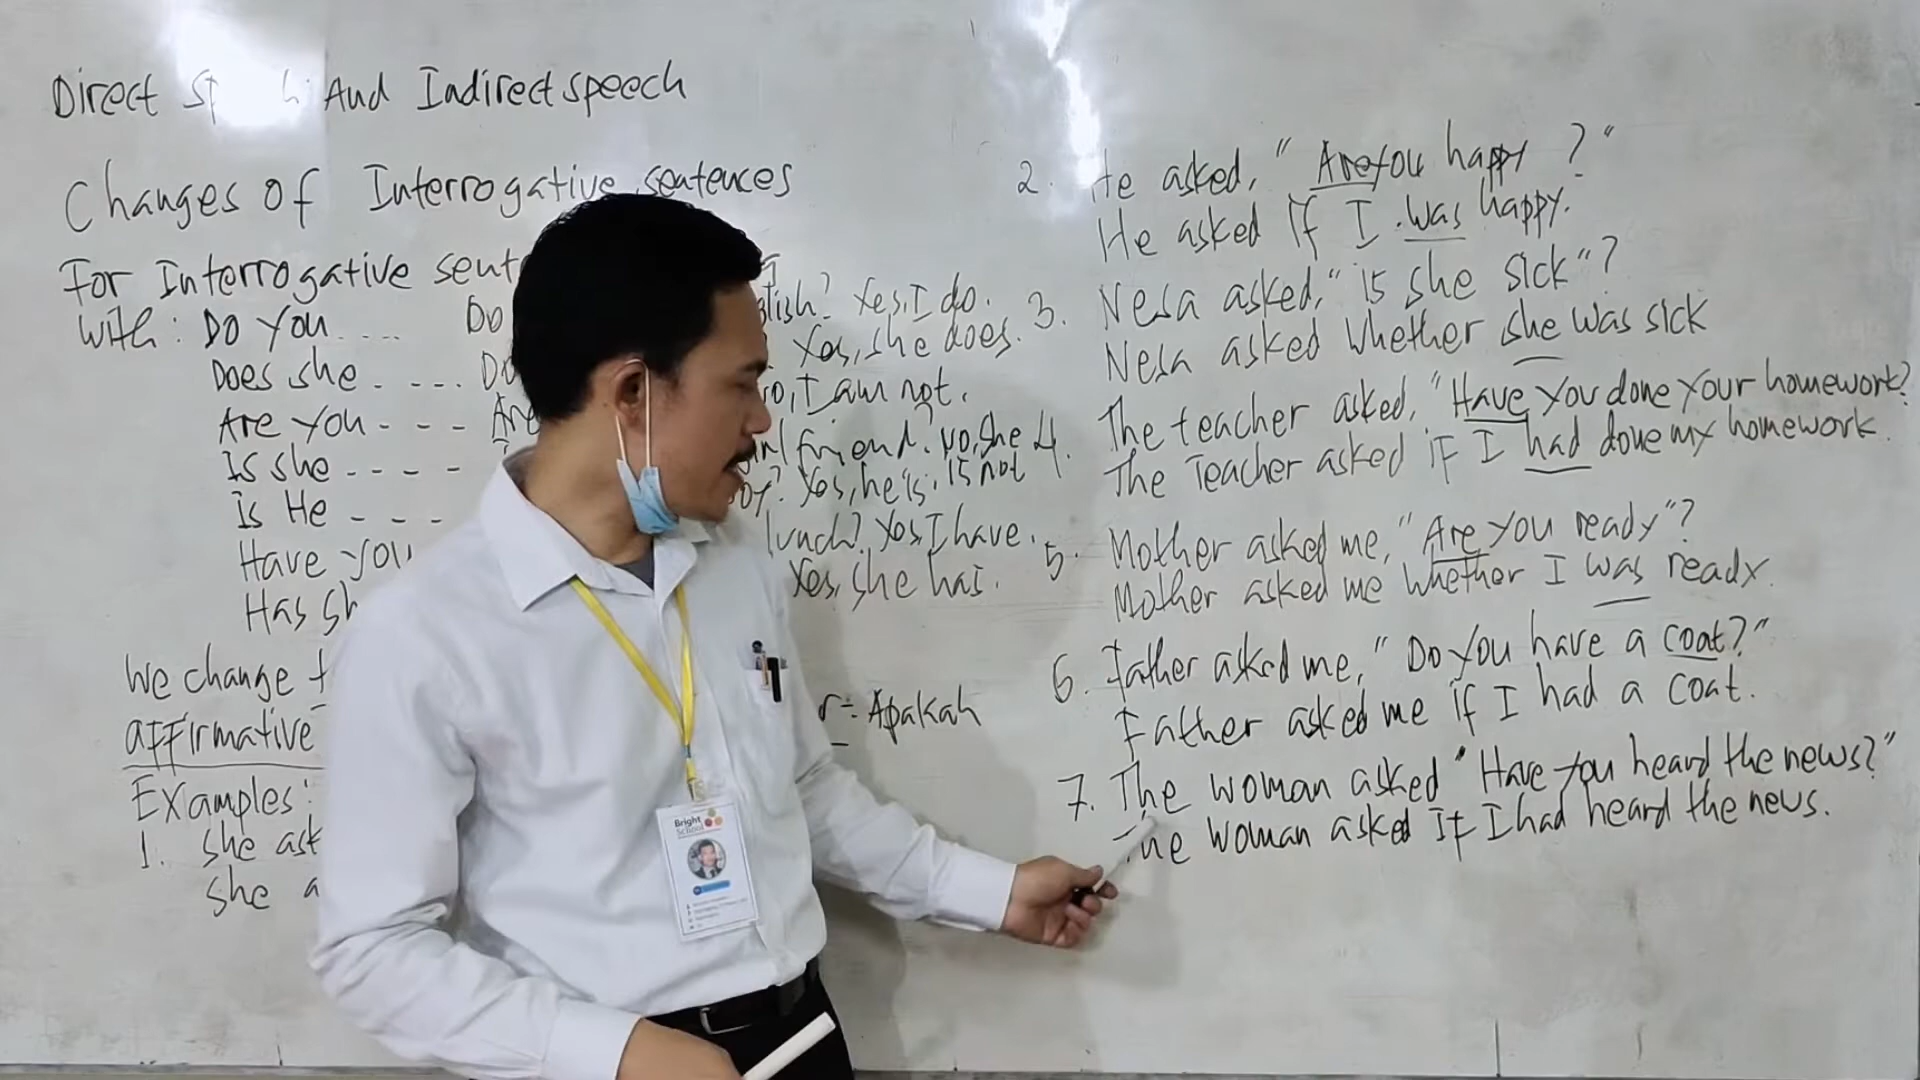 Direct And Indirect speech
Changes of Interrogative sentences
For Interrogative
with: Do you.... Do
Does she.....
Are you - - - Are
Is she - - - - -
Is He - - -
Have you
Has
Yes, I do.
Yes, she does.
I am not.
friend? No, she
Yes, he is. is not
lunch? Yes, I have.
Yes, she has.
We change
affirmative
= Apakah
Examples:
1. she
she
2. He asked, "Are you happy?"
He asked if I was happy.
3. Nesa asked, "is she sick"?
Nesa asked whether she was sick
4. The teacher asked, "Have you done your homework?
The Teacher asked if I had done my homework.
5. Mother asked me, "Are you ready"?
Mother asked me whether I was ready.
6. Father asked me, "Do you have a coat?"
Father asked me if I had a coat.
7. The woman asked "Have you heard the news?"
The woman asked If I had heard the news.
Bright
School